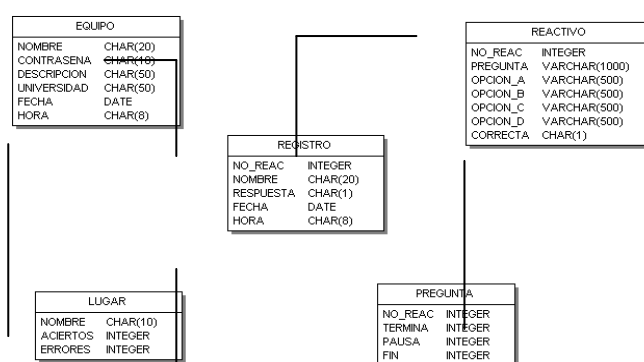 EQUIPO
NOMBRE CHAR(20)
CONTRASENA CHAR(10)
DESCRIPCION CHAR(50)
UNIVERSIDAD CHAR(50)
FECHA DATE
HORA CHAR(8)
REACTIVO
NO_REAC INTEGER
PREGUNTA VARCHAR(1000)
OPCION_A VARCHAR(500)
OPCION_B VARCHAR(500)
OPCION_C VARCHAR(500)
OPCION_D VARCHAR(500)
CORRECTA CHAR(1)
REGISTRO
NO_REAC INTEGER
NOMBRE CHAR(20)
RESPUESTA CHAR(1)
FECHA DATE
HORA CHAR(8)
LUGAR
NOMBRE CHAR(10)
ACIERTOS INTEGER
ERRORES INTEGER
PREGUNTA
NO_REAC INTEGER
TERMINA INTEGER
PAUSA INTEGER
FIN INTEGER